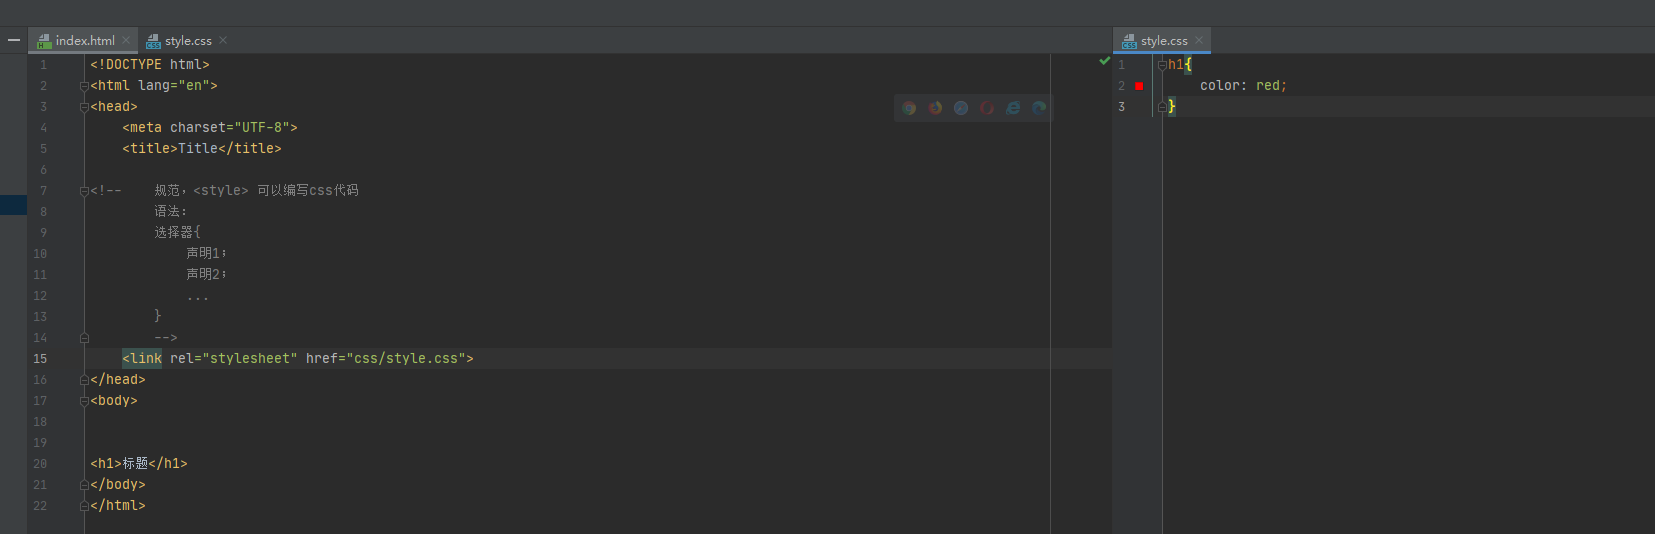 index.html
style.css
1 <!DOCTYPE html>
2 <html lang="en">
3 <head>
4 <meta charset="UTF-8">
5 <title>Title</title>
6
7 <!-- 规范，<style> 可以编写css代码
8 语法：
9 选择器{
10 声明1；
11 声明2；
12 ...
13 }
14 -->
15 <link rel="stylesheet" href="css/style.css">
16 </head>
17 <body>
18
19
20 <h1>标题</h1>
21 </body>
22 </html>
style.css
1 h1{
2 color: red;
3 }